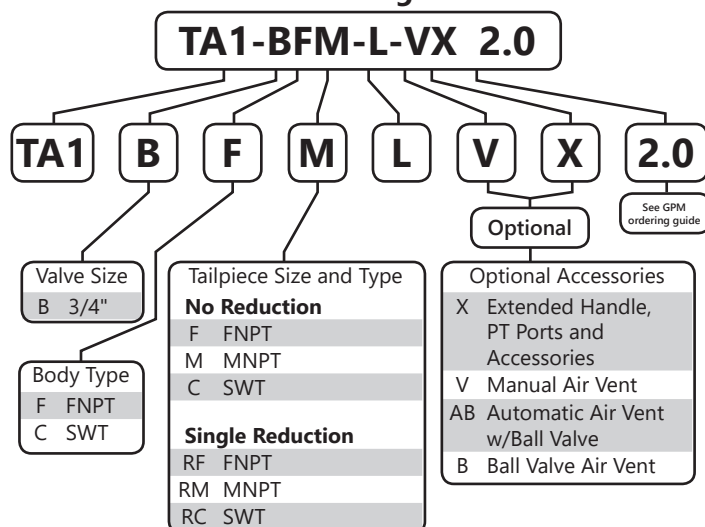 TA1-BFM-L-VX 2.0
TA1 B F M L V X 2.0
See GPM
ordering guide
Optional
Valve Size
B 3/4"
Body Type
F FNPT
C SWT
Tailpiece Size and Type
No Reduction
F FNPT
M MNPT
C SWT
Single Reduction
RF FNPT
RM MNPT
RC SWT
Optional Accessories
X Extended Handle,
PT Ports and
Accessories
V Manual Air Vent
AB Automatic Air Vent
w/Ball Valve
B Ball Valve Air Vent